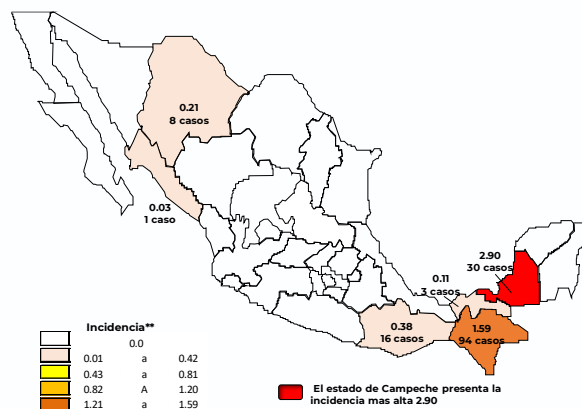 0.21
8 casos
0.03
1 caso
2.90
30 casos
0.11
3 casos
0.38
16 casos
1.59
94 casos
Incidencia**
0.0
0.01 a 0.42
0.43 a 0.81
0.82 A 1.20
1.21 a 1.59
El estado de Campeche presenta la
incidencia mas alta 2.90